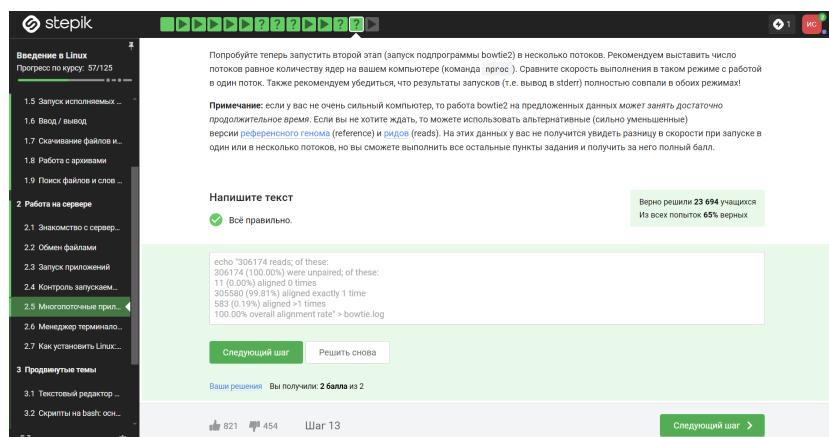 stepik
1
ИС
Введение в Linux
Прогресс по курсу: 57/125
1.5 Запуск исполняемых ...
1.6 Ввод / вывод
1.7 Скачивание файлов и...
1.8 Работа с архивами
1.9 Поиск файлов и слов ...
2 Работа на сервере
2.1 Знакомство с сервер...
2.2 Обмен файлами
2.3 Запуск приложений
2.4 Контроль запускаем...
2.5 Многопоточные прил...
2.6 Менеджер терминало...
2.7 Как установить Linux:...
3 Продвинутые темы
3.1 Текстовый редактор ...
3.2 Скрипты на bash: осн...
Попробуйте теперь запустить второй этап (запуск подпрограммы bowtie2) в несколько потоков. Рекомендуем выставить число
потоков равное количеству ядер на вашем компьютере (команда nproc ). Сравните скорость выполнения в таком режиме с работой
в один поток. Также рекомендуем убедиться, что результаты запусков (т.е. вывод в stderr) полностью совпали в обоих режимах!
Примечание: если у вас не очень сильный компьютер, то работа bowtie2 на предложенных данных может занять достаточно
продолжительное время. Если вы не хотите ждать, то можете использовать альтернативные (сильно уменьшенные)
версии референсного генома (reference) и ридов (reads). На этих данных у вас не получится увидеть разницу в скорости при запуске в
один или в несколько потоков, но вы сможете выполнить все остальные пункты задания и получить за него полный балл.
Напишите текст
Всё правильно.
Верно решили 23 694 учащихся
Из всех попыток 65% верных
echo "306174 reads; of these:
306174 (100.00%) were unpaired; of these:
11 (0.00%) aligned 0 times
305580 (99.81%) aligned exactly 1 time
583 (0.19%) aligned >1 times
100.00% overall alignment rate" > bowtie.log
Следующий шаг
Решить снова
Ваши решения Вы получили: 2 балла из 2
821 454 Шаг 13
Следующий шаг